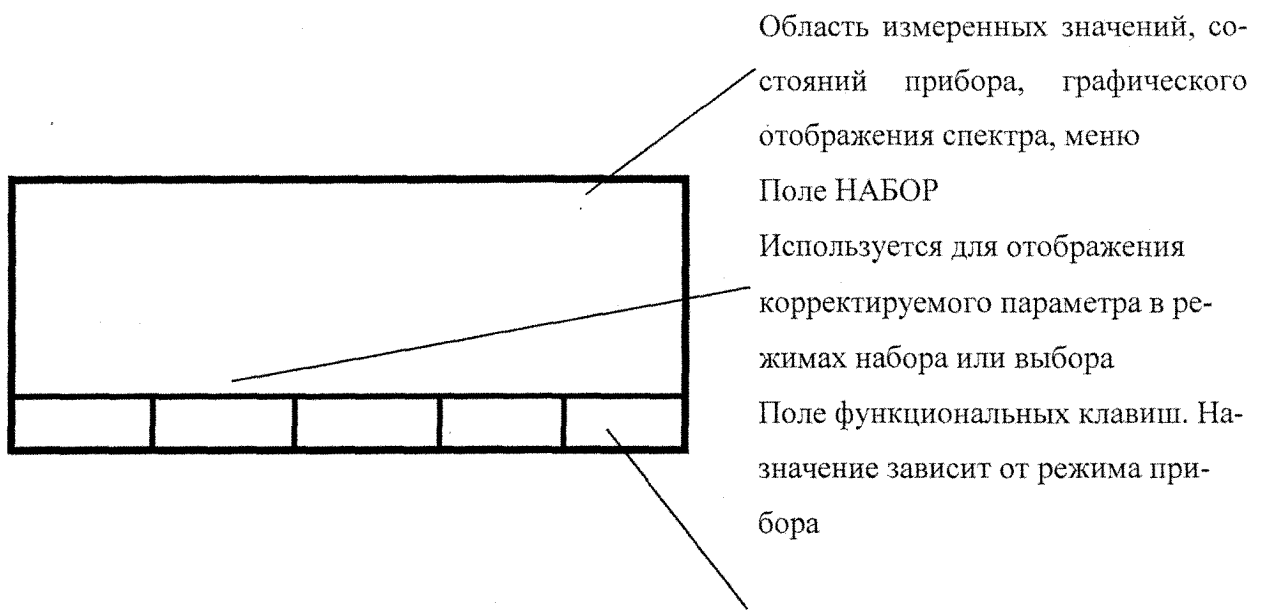 Область измеренных значений, со-
стояний прибора, графического
отображения спектра, меню
Поле НАБОР
Используется для отображения
корректируемого параметра в ре-
жимах набора или выбора
Поле функциональных клавиш. На-
значение зависит от режима при-
бора